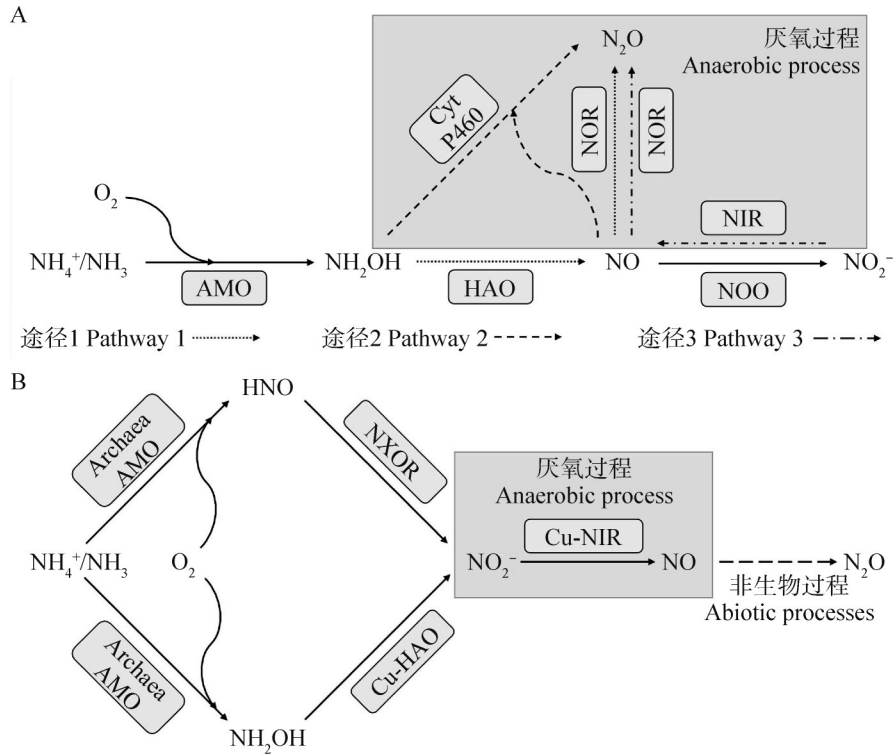 A
厌氧过程
Anaerobic process
N₂O
Cyt
P460
NOR
NOR
O₂
NIR
NH₄⁺/NH₃
NH₂OH
NO
NO₂⁻
AMO
HAO
NOO
途径1 Pathway 1
途径2 Pathway 2
途径3 Pathway 3
B
HNO
Archaea
AMO
NXOR
厌氧过程
Anaerobic process
Cu-NIR
NH₄⁺/NH₃
O₂
NO₂⁻
NO
N₂O
非生物过程
Abiotic processes
Archaea
AMO
Cu-HAO
NH₂OH